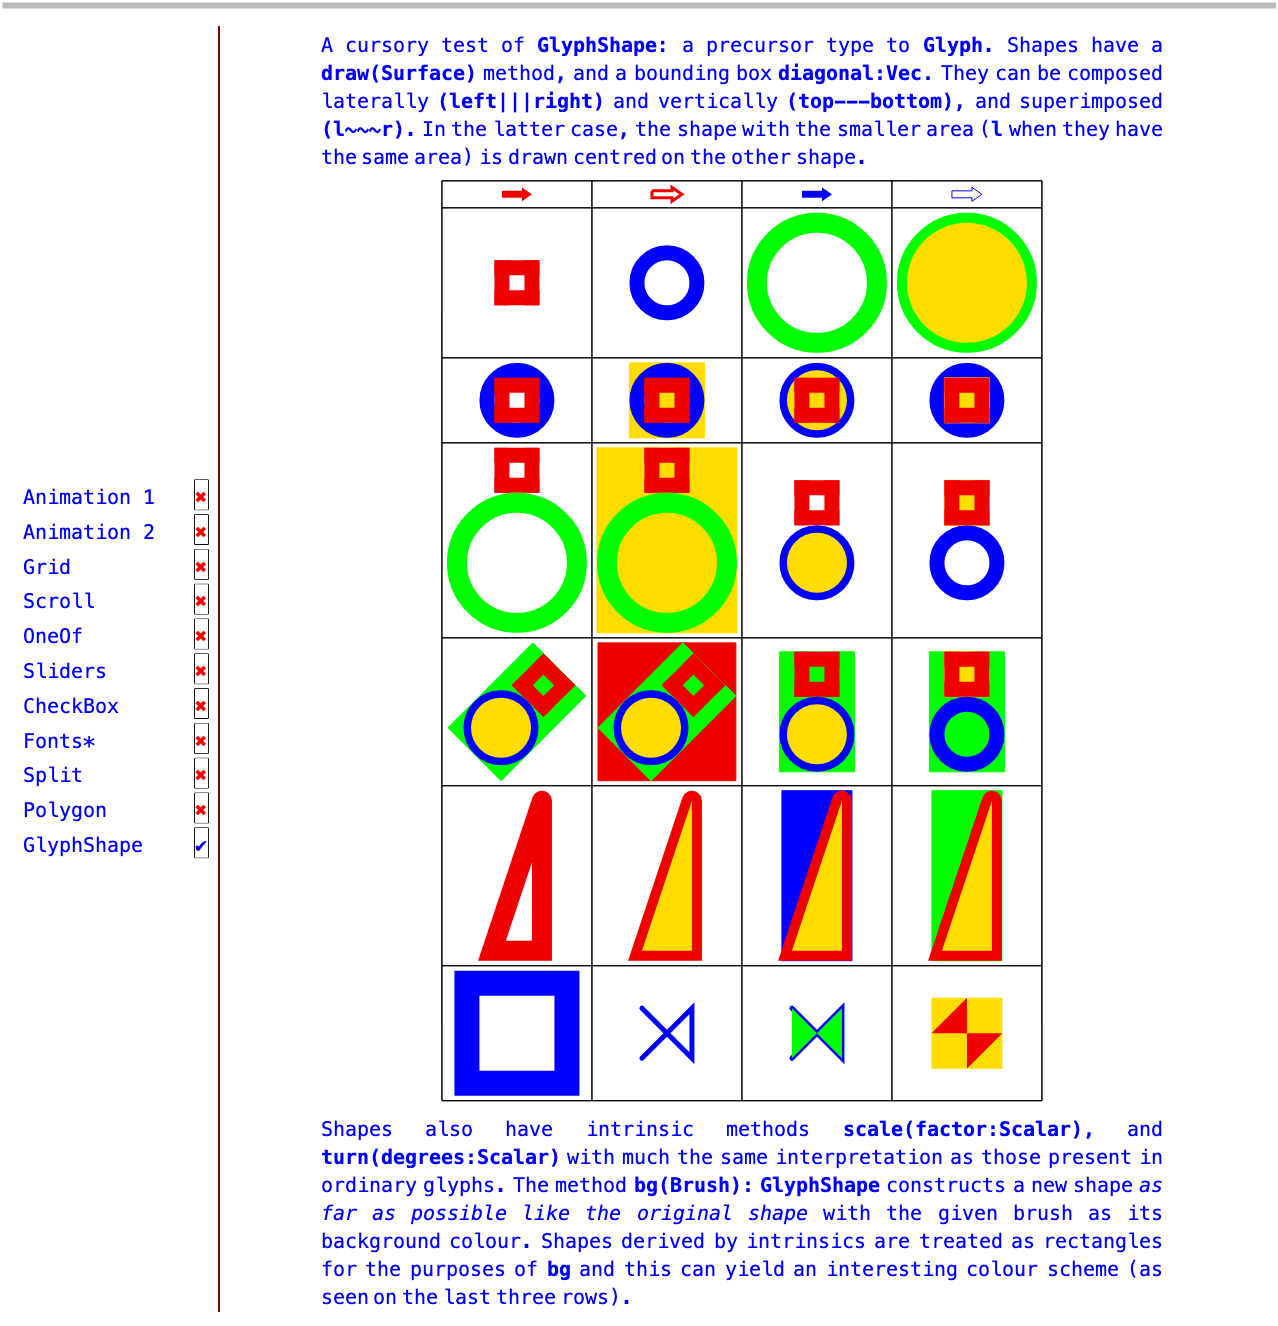 A cursory test of GlyphShape: a precursor type to Glyph. Shapes have a
draw(Surface) method, and a bounding box diagonal:Vec. They can be composed
laterally (left|||right) and vertically (top---bottom), and superimposed
(l~~~r). In the latter case, the shape with the smaller area (l when they have
the same area) is drawn centred on the other shape.
Animation 1 ✖
Animation 2 ✖
Grid ✖
Scroll ✖
OneOf ✖
Sliders ✖
CheckBox ✖
Fonts* ✖
Split ✖
Polygon ✖
GlyphShape ✔
Shapes also have intrinsic methods scale(factor:Scalar), and
turn(degrees:Scalar) with much the same interpretation as those present in
ordinary glyphs. The method bg(Brush): GlyphShape constructs a new shape as
far as possible like the original shape with the given brush as its
background colour. Shapes derived by intrinsics are treated as rectangles
for the purposes of bg and this can yield an interesting colour scheme (as
seen on the last three rows).